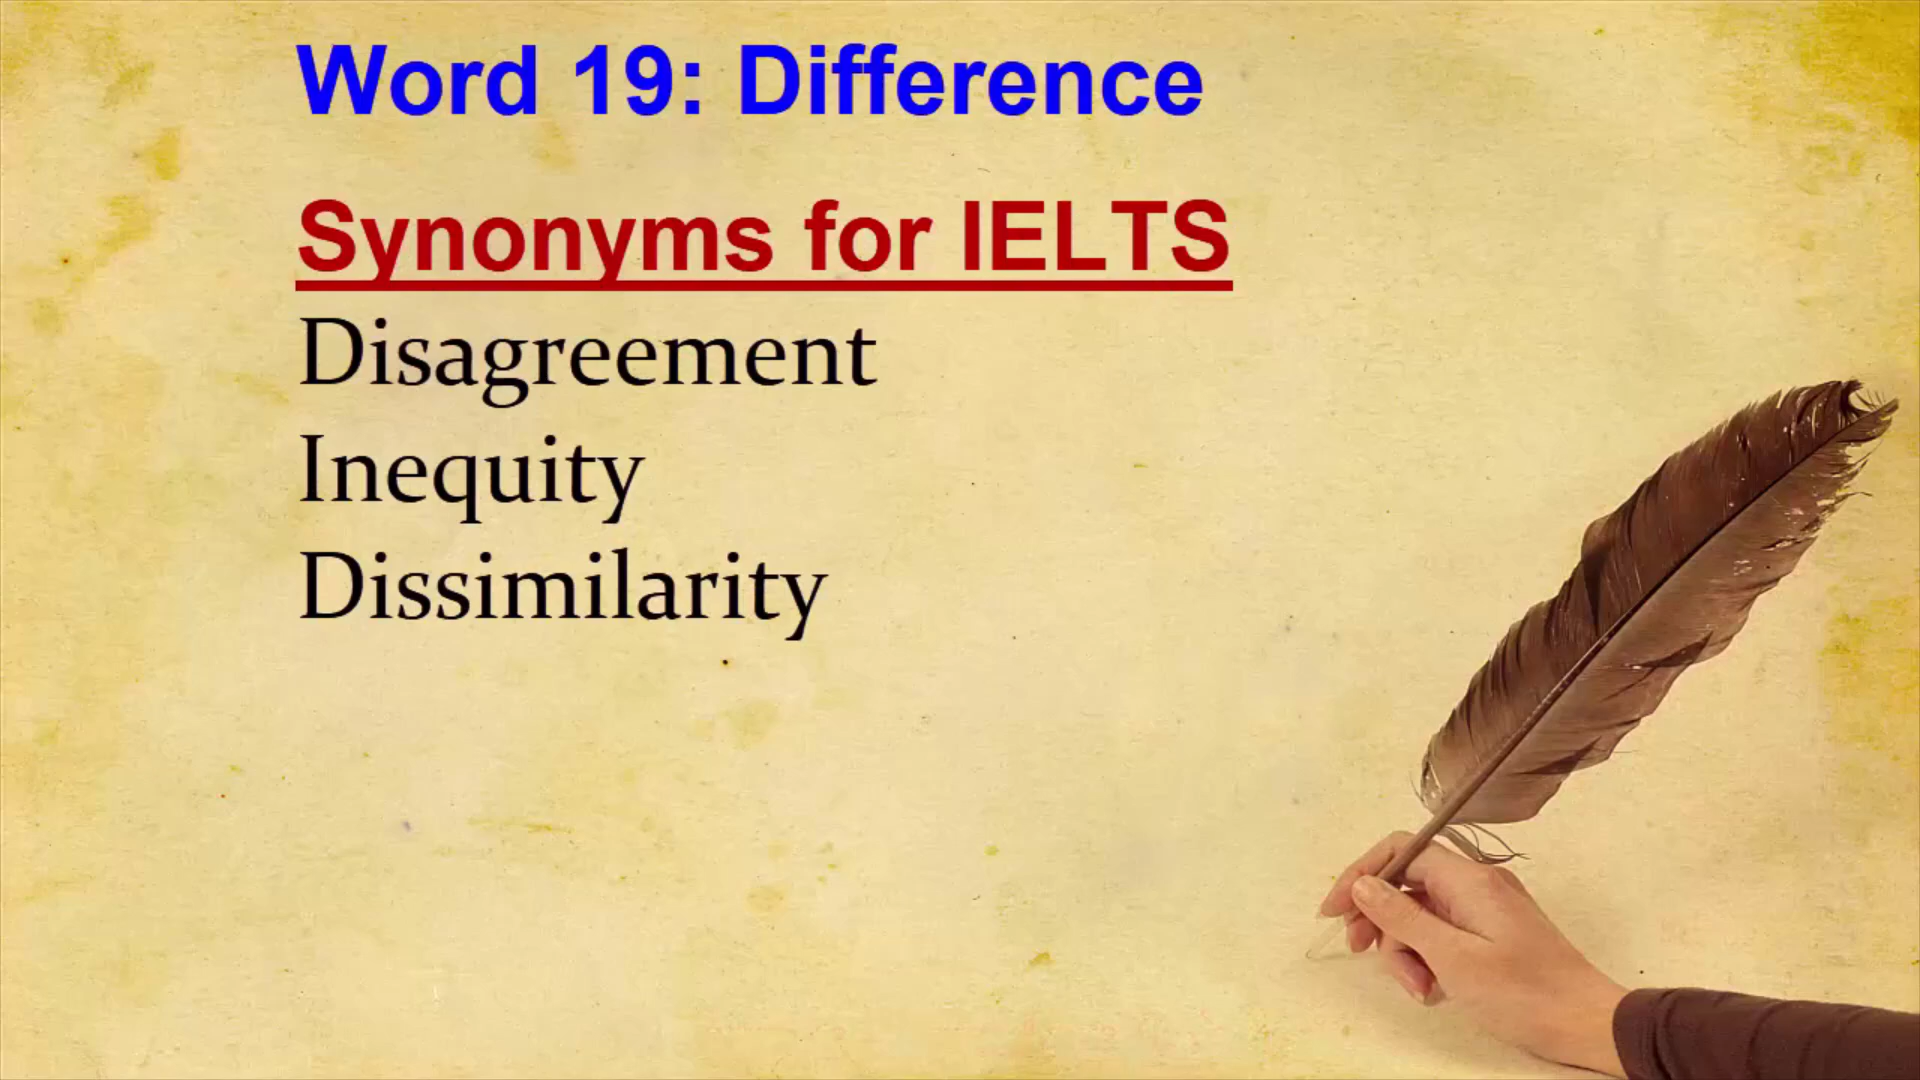 Word 19: Difference
Synonyms for IELTS
Disagreement
Inequity
Dissimilarity